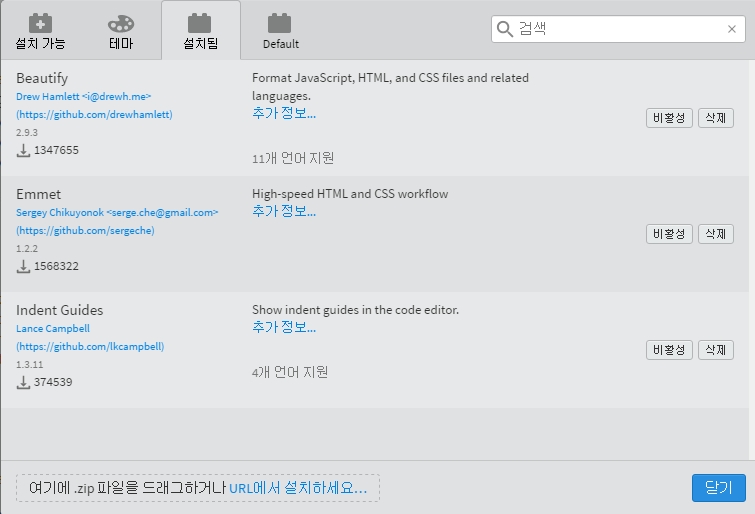 설치 가능
테마
설치됨
Default
검색
Beautify
Drew Hamlett <i@drewh.me>
(https://github.com/drewhamlett)
2.9.3
1347655
Format JavaScript, HTML, and CSS files and related
languages.
추가 정보...
11개 언어 지원
비활성
삭제
Emmet
Sergey Chikuyonok <serge.che@gmail.com>
(https://github.com/sergeche)
1.2.2
1568322
High-speed HTML and CSS workflow
추가 정보...
비활성
삭제
Indent Guides
Lance Campbell
(https://github.com/lkcampbell)
1.3.11
374539
Show indent guides in the code editor.
추가 정보...
4개 언어 지원
비활성
삭제
여기에 .zip 파일을 드래그하거나 URL에서 설치하세요...
닫기